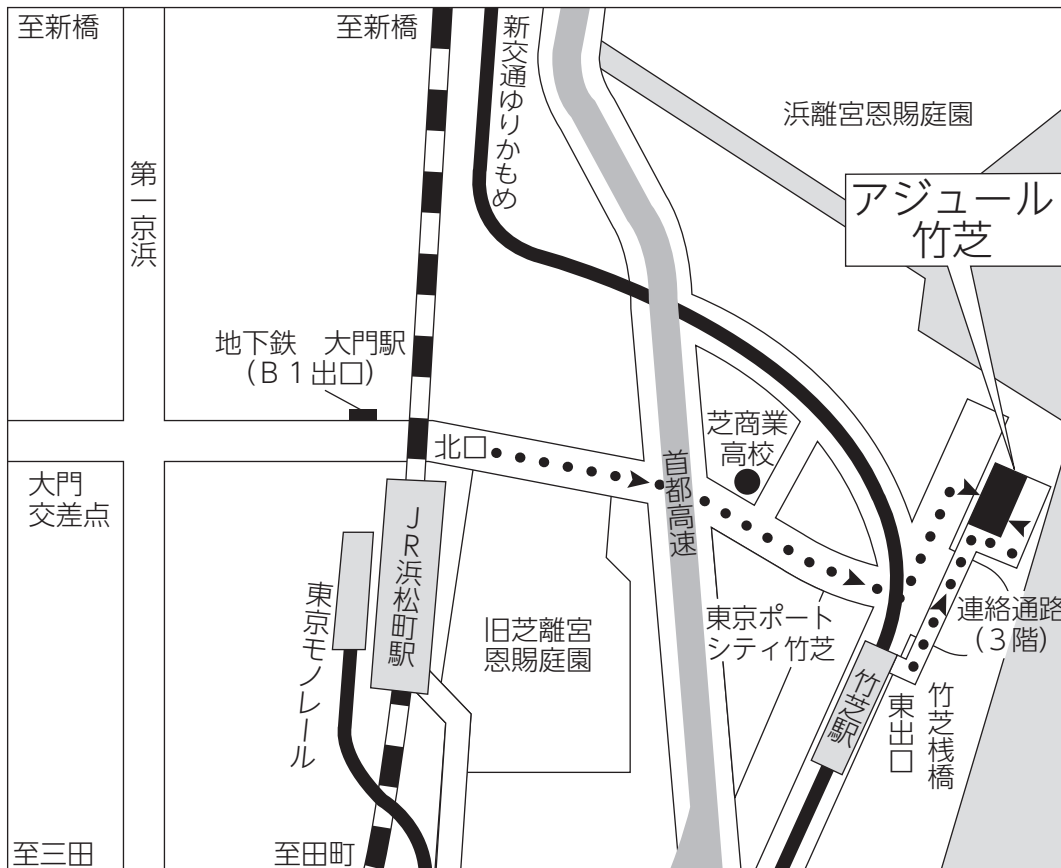 至新橋
至新橋
新交通ゆりかもめ
浜離宮恩賜庭園
第一京浜
アジュール
竹芝
地下鉄　大門駅
（Ｂ１出口）
芝商業
高校
北口
首都高速
大門
交差点
ＪＲ浜松町駅
東京モノレール
旧芝離宮
恩賜庭園
東京ポート
シティ竹芝
連絡通路
（３階）
竹芝駅
東出口
竹芝桟橋
至三田
至田町